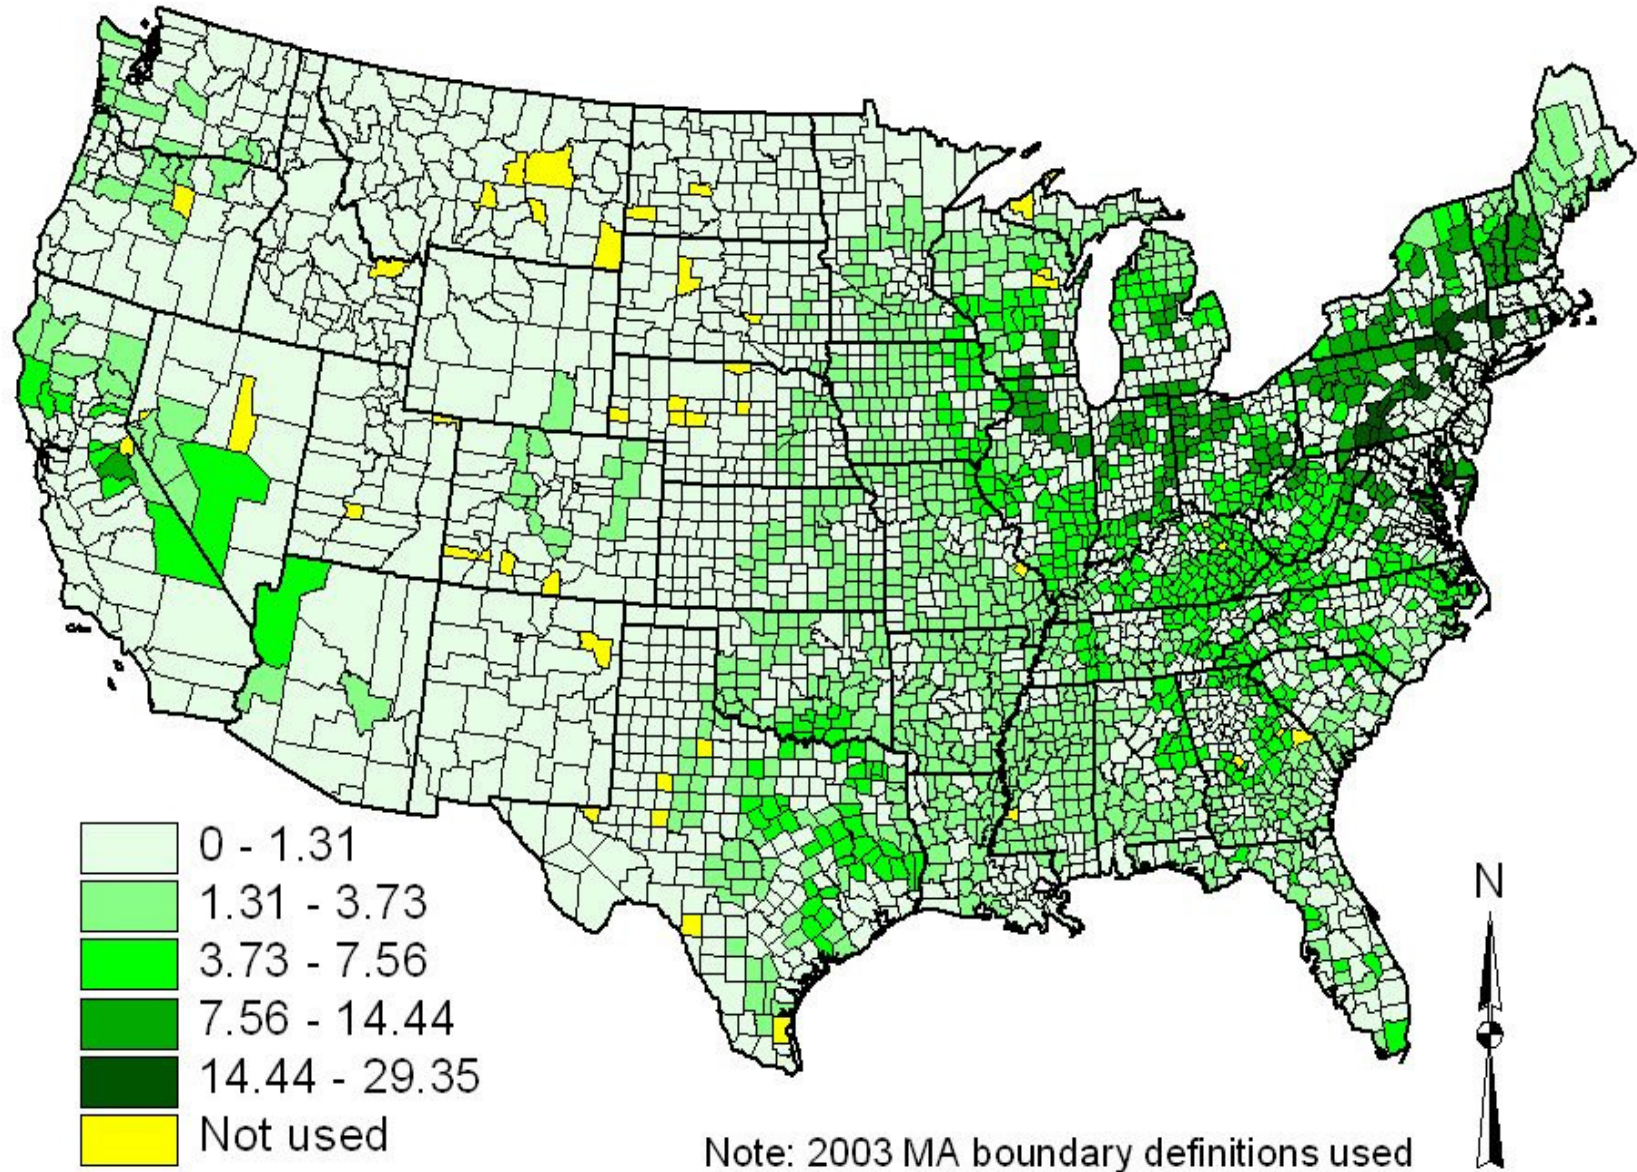 0 - 1.31
1.31 - 3.73
3.73 - 7.56
7.56 - 14.44
14.44 - 29.35
Not used
N
Note: 2003 MA boundary definitions used